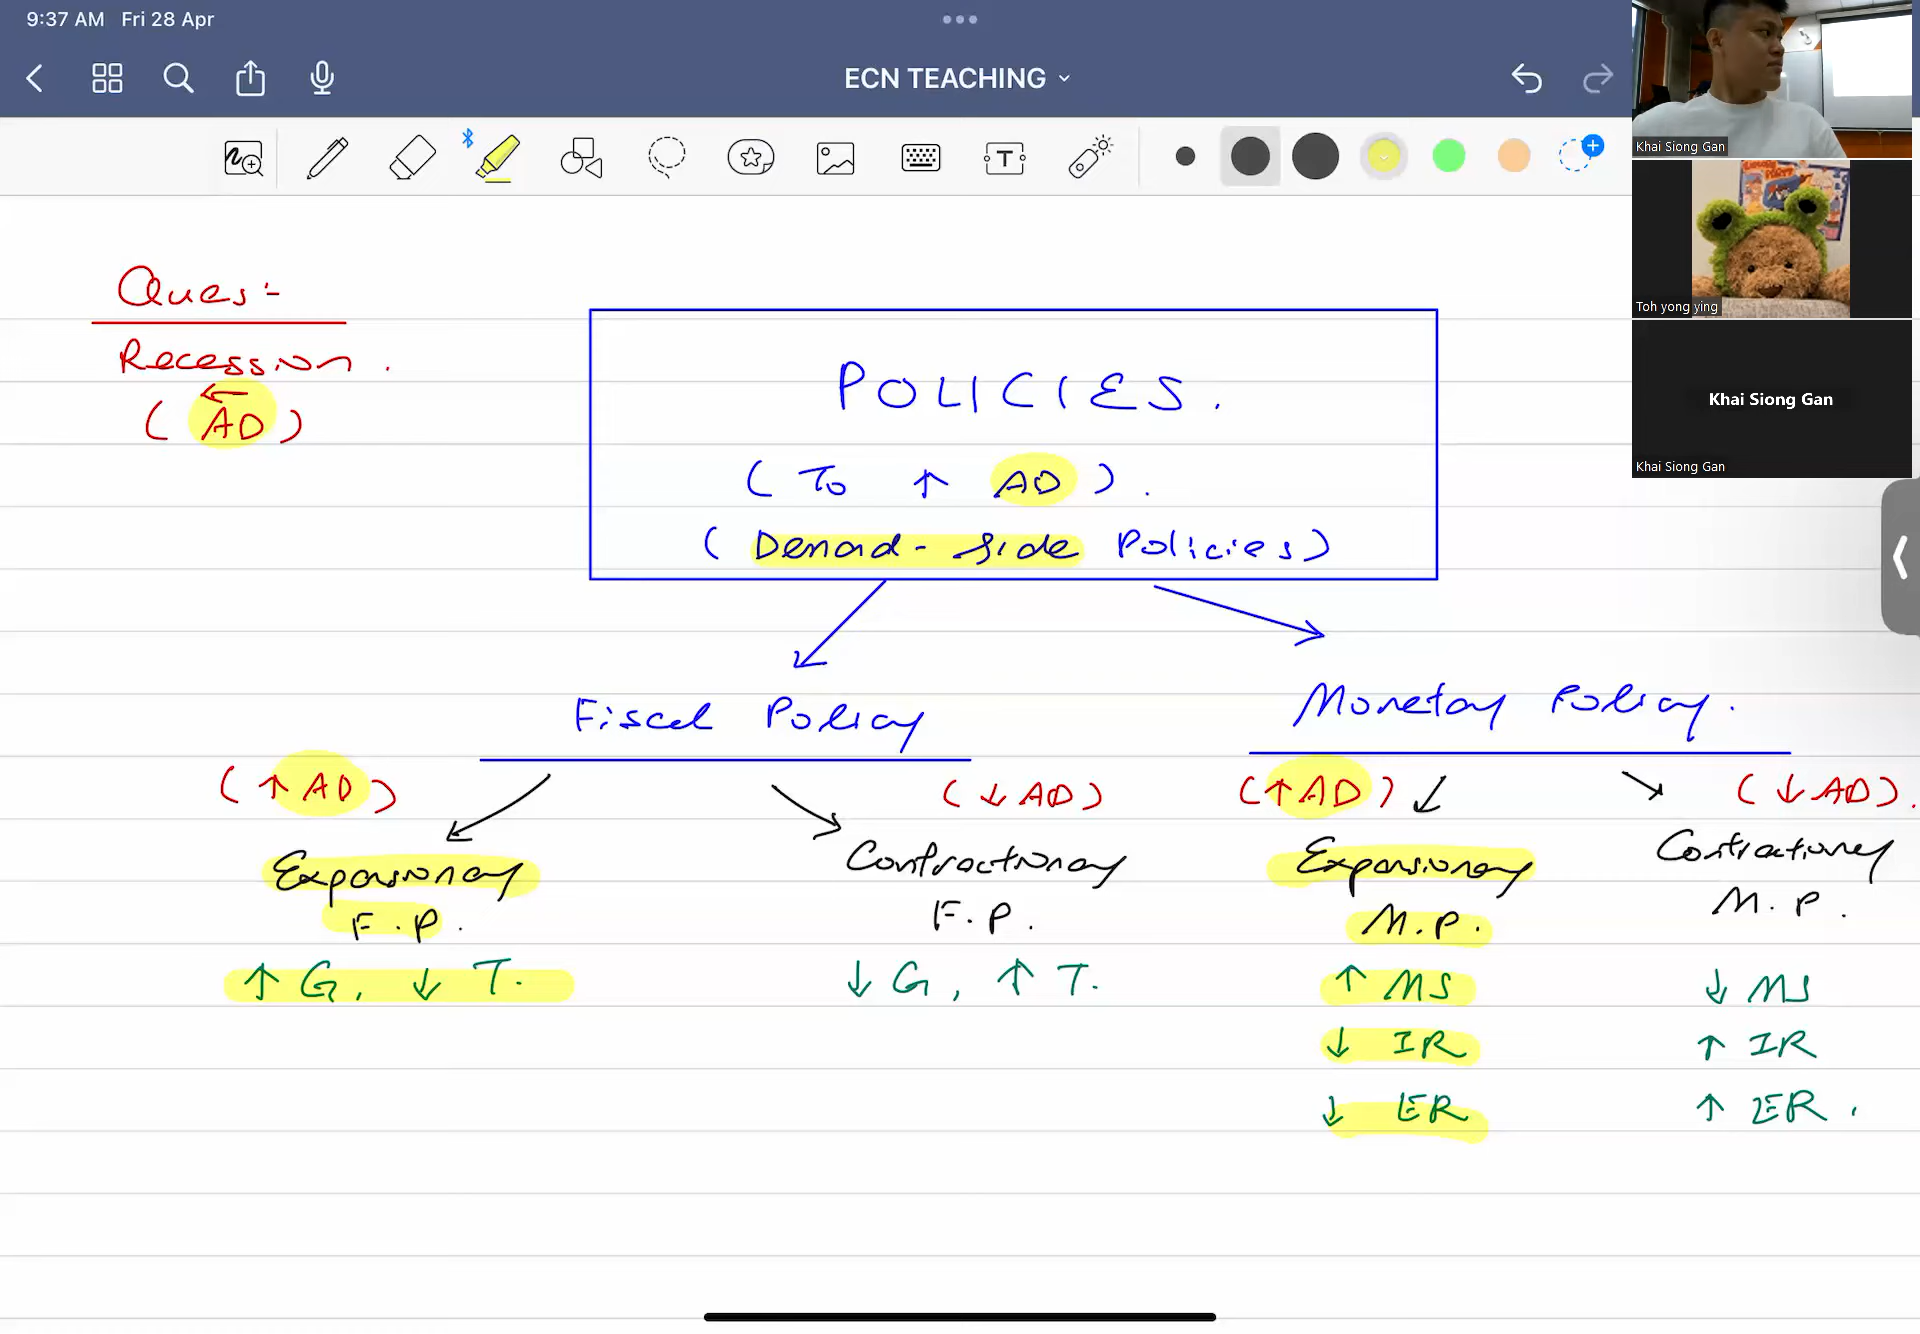 9:37 AM Fri 28 Apr
ECN TEACHING
T
Khai Siong Gan
Toh yong ying
Khai Siong Gan
Khai Siong Gan
Ques :-
Recession.
( AD )
POLICIES.
( To ↑ AD ).
( Demad - Side Policies )
Fiscal Policy
Monetary Policy.
( ↑ AD ) ( ↓ AD ) ( ↑ AD ) ( ↓ AD ).
Expansionary Contractionary Expansionary Contractionary
F.P. F.P. M.P. M.P.
↑ G, ↓ T. ↓ G, ↑ T. ↑ MS ↓ MS
↓ IR ↑ IR
↓ ER ↑ ER.